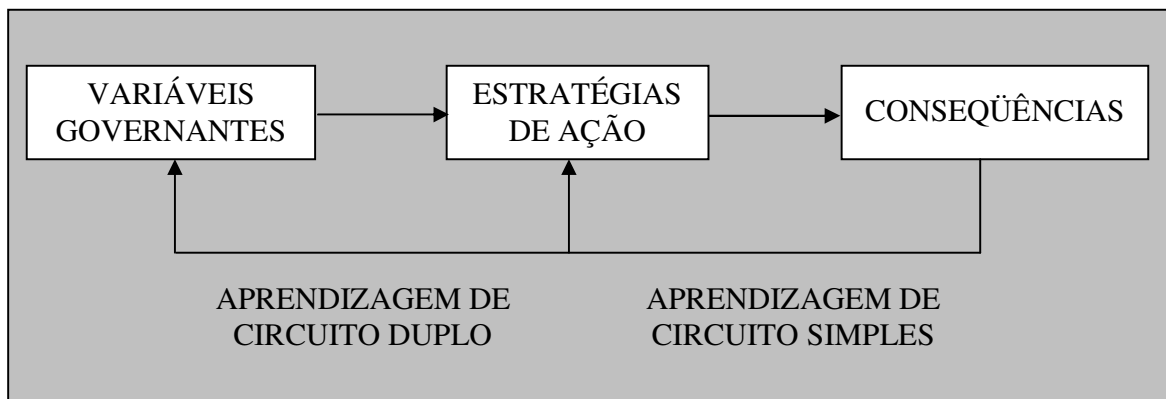 VARIÁVEIS
GOVERNANTES
ESTRATÉGIAS
DE AÇÃO
CONSEQÜÊNCIAS
APRENDIZAGEM DE
CIRCUITO DUPLO
APRENDIZAGEM DE
CIRCUITO SIMPLES